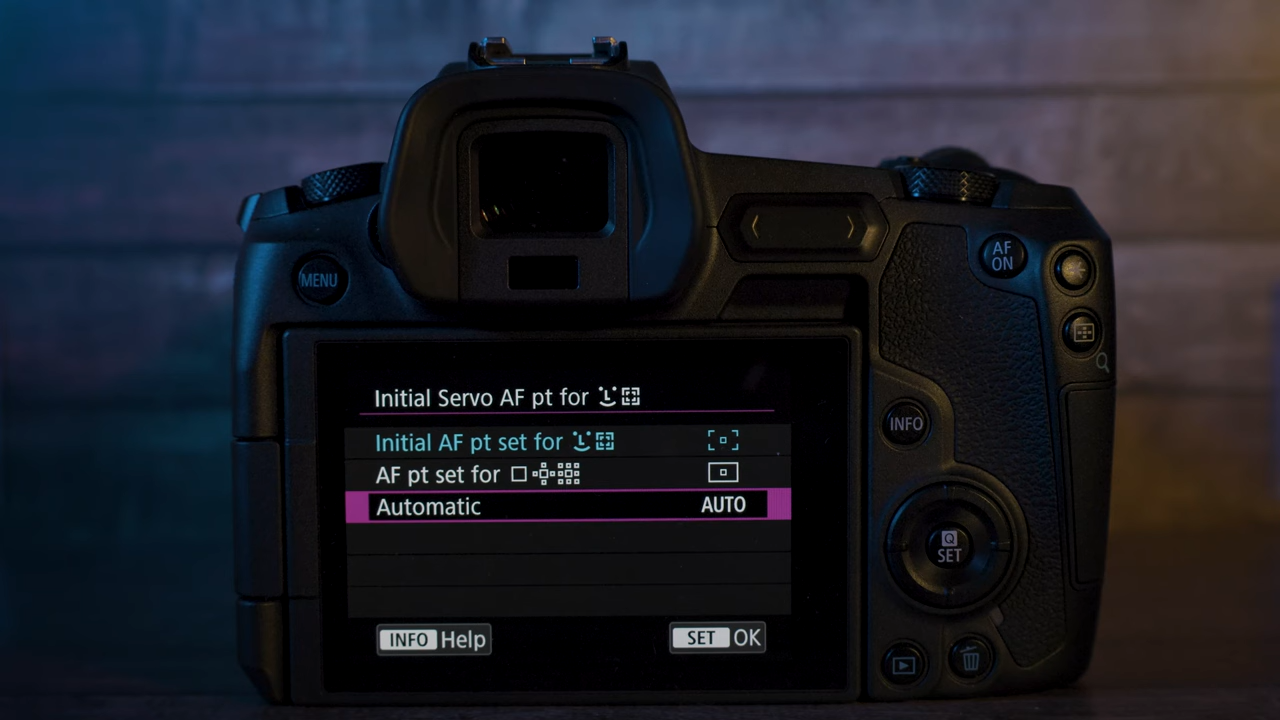 MENU
AF
ON
Initial Servo AF pt for
Initial AF pt set for
AF pt set for
Automatic AUTO
INFO
Q
SET
INFO Help SET OK